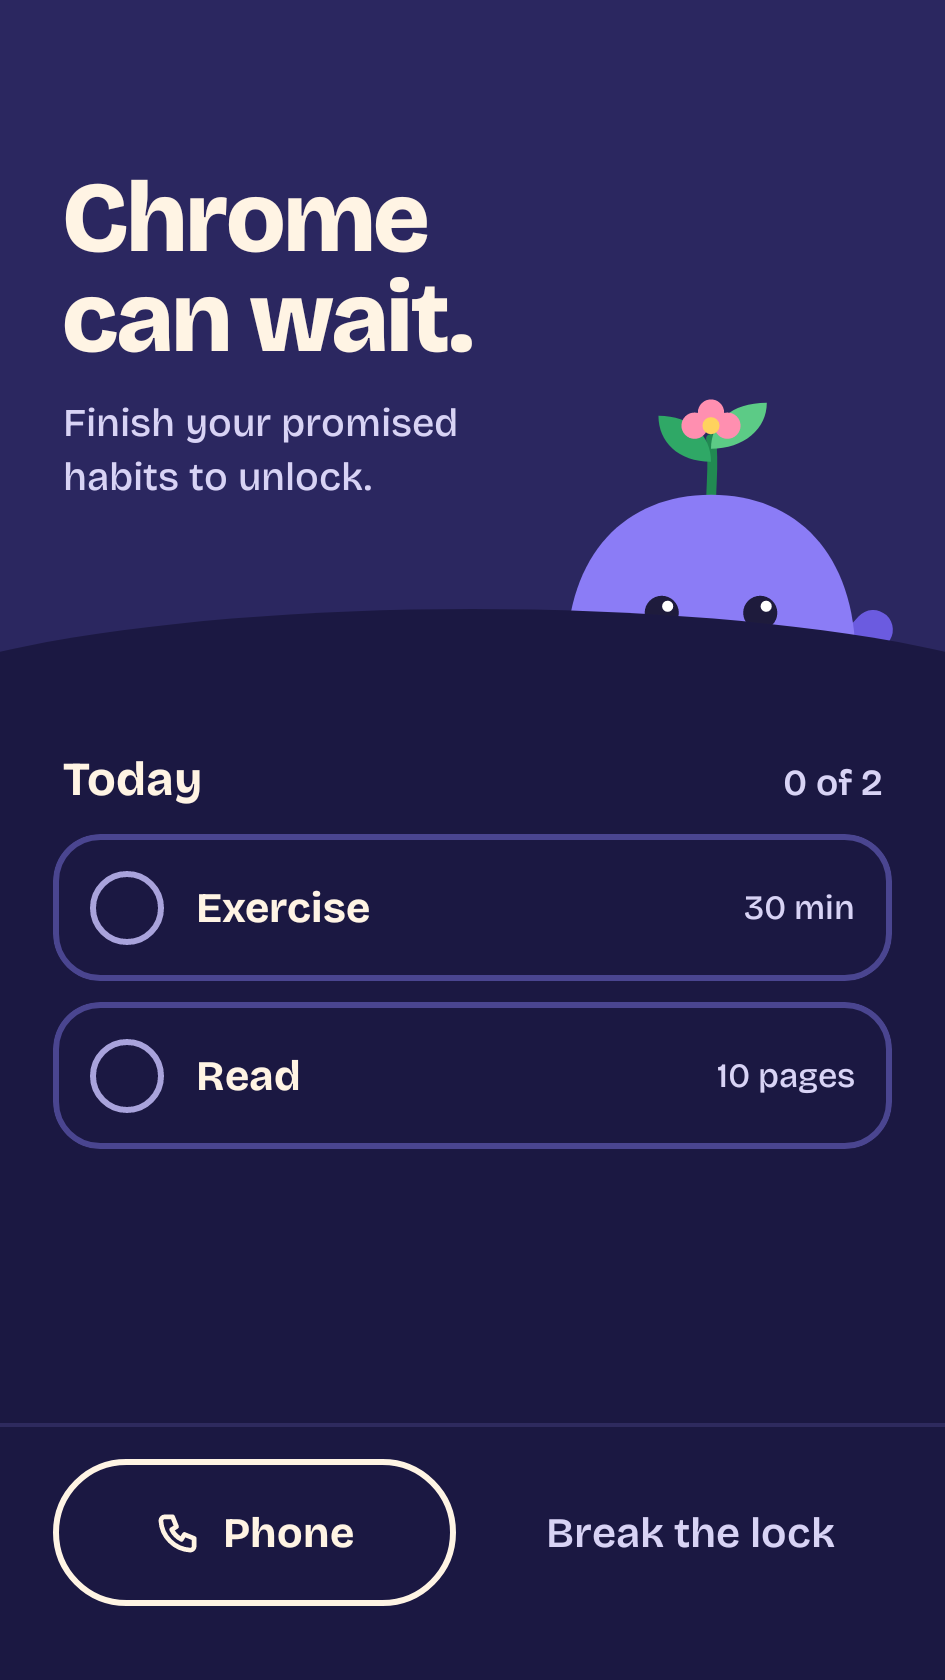 Chrome
can wait.
Finish your promised
habits to unlock.
Today
0 of 2
Exercise
30 min
Read
10 pages
Phone
Break the lock